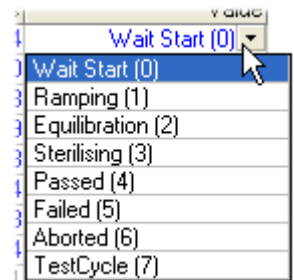 Value
Wait Start (0)
Wait Start (0)
Ramping (1)
Equilibration (2)
Sterilising (3)
Passed (4)
Failed (5)
Aborted (6)
TestCycle (7)